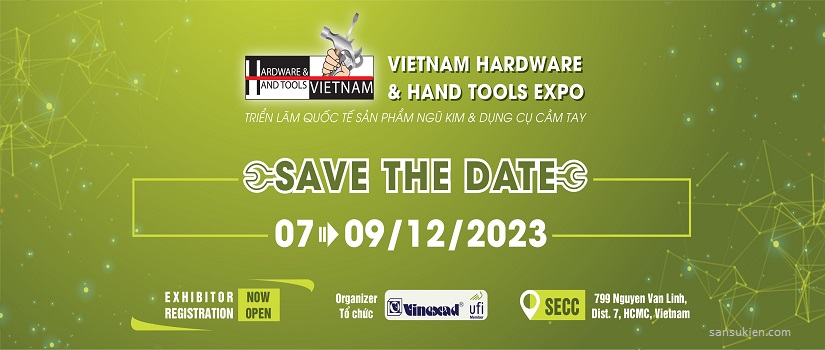 HARDWARE &
HAND TOOLS VIETNAM
VIETNAM HARDWARE
& HAND TOOLS EXPO
TRIỂN LÃM QUỐC TẾ SẢN PHẨM NGŨ KIM & DỤNG CỤ CẦM TAY
SAVE THE DATE
07 09/12/2023
EXHIBITOR
REGISTRATION
NOW
OPEN
Organizer
Tổ chức
Vinexad
ufi
Member
SECC
799 Nguyen Van Linh,
Dist. 7, HCMC, Vietnam
sansukien.com